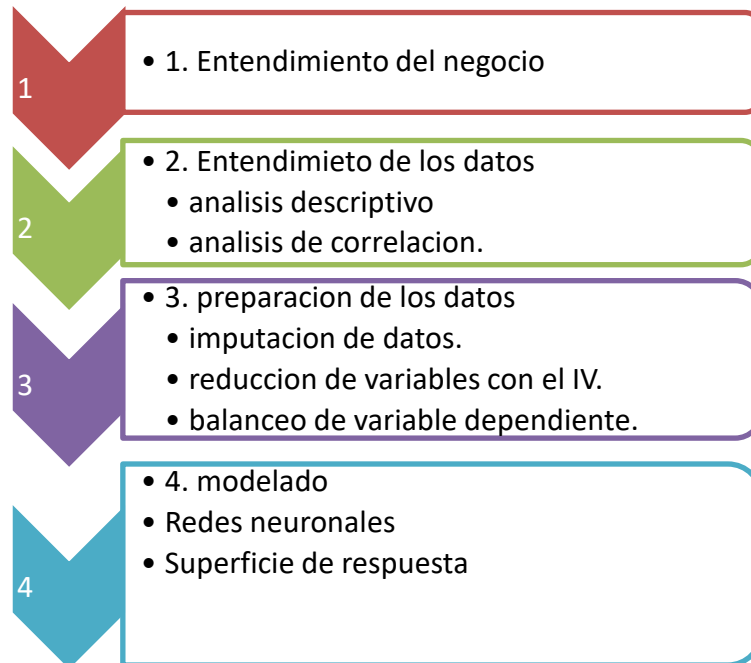 1
• 1. Entendimiento del negocio
2
• 2. Entendimieto de los datos
• analisis descriptivo
• analisis de correlacion.
3
• 3. preparacion de los datos
• imputacion de datos.
• reduccion de variables con el IV.
• balanceo de variable dependiente.
4
• 4. modelado
• Redes neuronales
• Superficie de respuesta